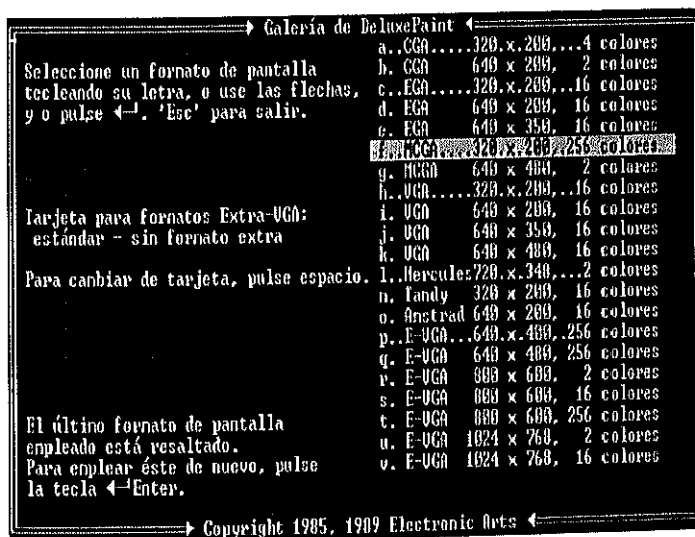 Galería de DeluxePaint
Seleccione un formato de pantalla
tecleando su letra, o use las flechas,
y o pulse ◄─┘. 'Esc' para salir.
Tarjeta para formatos Extra-VGA:
estándar - sin formato extra
Para cambiar de tarjeta, pulse espacio.
El último formato de pantalla
empleado está resaltado.
Para emplear éste de nuevo, pulse
la tecla ◄─┘Enter.
a..CGA.....320.x.200,...4 colores
b. CGA 640 x 200, 2 colores
c..EGA.....320.x.200,..16 colores
d. EGA 640 x 200, 16 colores
e. EGA 640 x 350, 16 colores
f..MCGA....320.x.200,.256 colores
g. MCGA 640 x 480, 2 colores
h..VGA.....320.x.200,..16 colores
i. VGA 640 x 200, 16 colores
j. VGA 640 x 350, 16 colores
k. VGA 640 x 480, 16 colores
l..Hercules720.x.348,...2 colores
n. Tandy 320 x 200, 16 colores
o. Amstrad 640 x 200, 16 colores
p..E-VGA...640.x.400,.256 colores
q. E-VGA 640 x 480, 256 colores
r. E-VGA 800 x 600, 2 colores
s. E-VGA 800 x 600, 16 colores
t. E-VGA 800 x 600, 256 colores
u. E-VGA 1024 x 768, 2 colores
v. E-VGA 1024 x 768, 16 colores
Copyright 1985, 1989 Electronic Arts